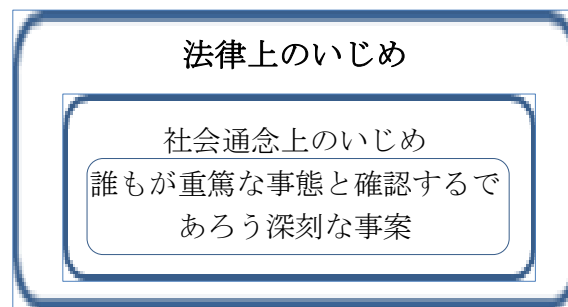 法律上のいじめ
社会通念上のいじめ
誰もが重篤な事態と確認するで
あろう深刻な事案